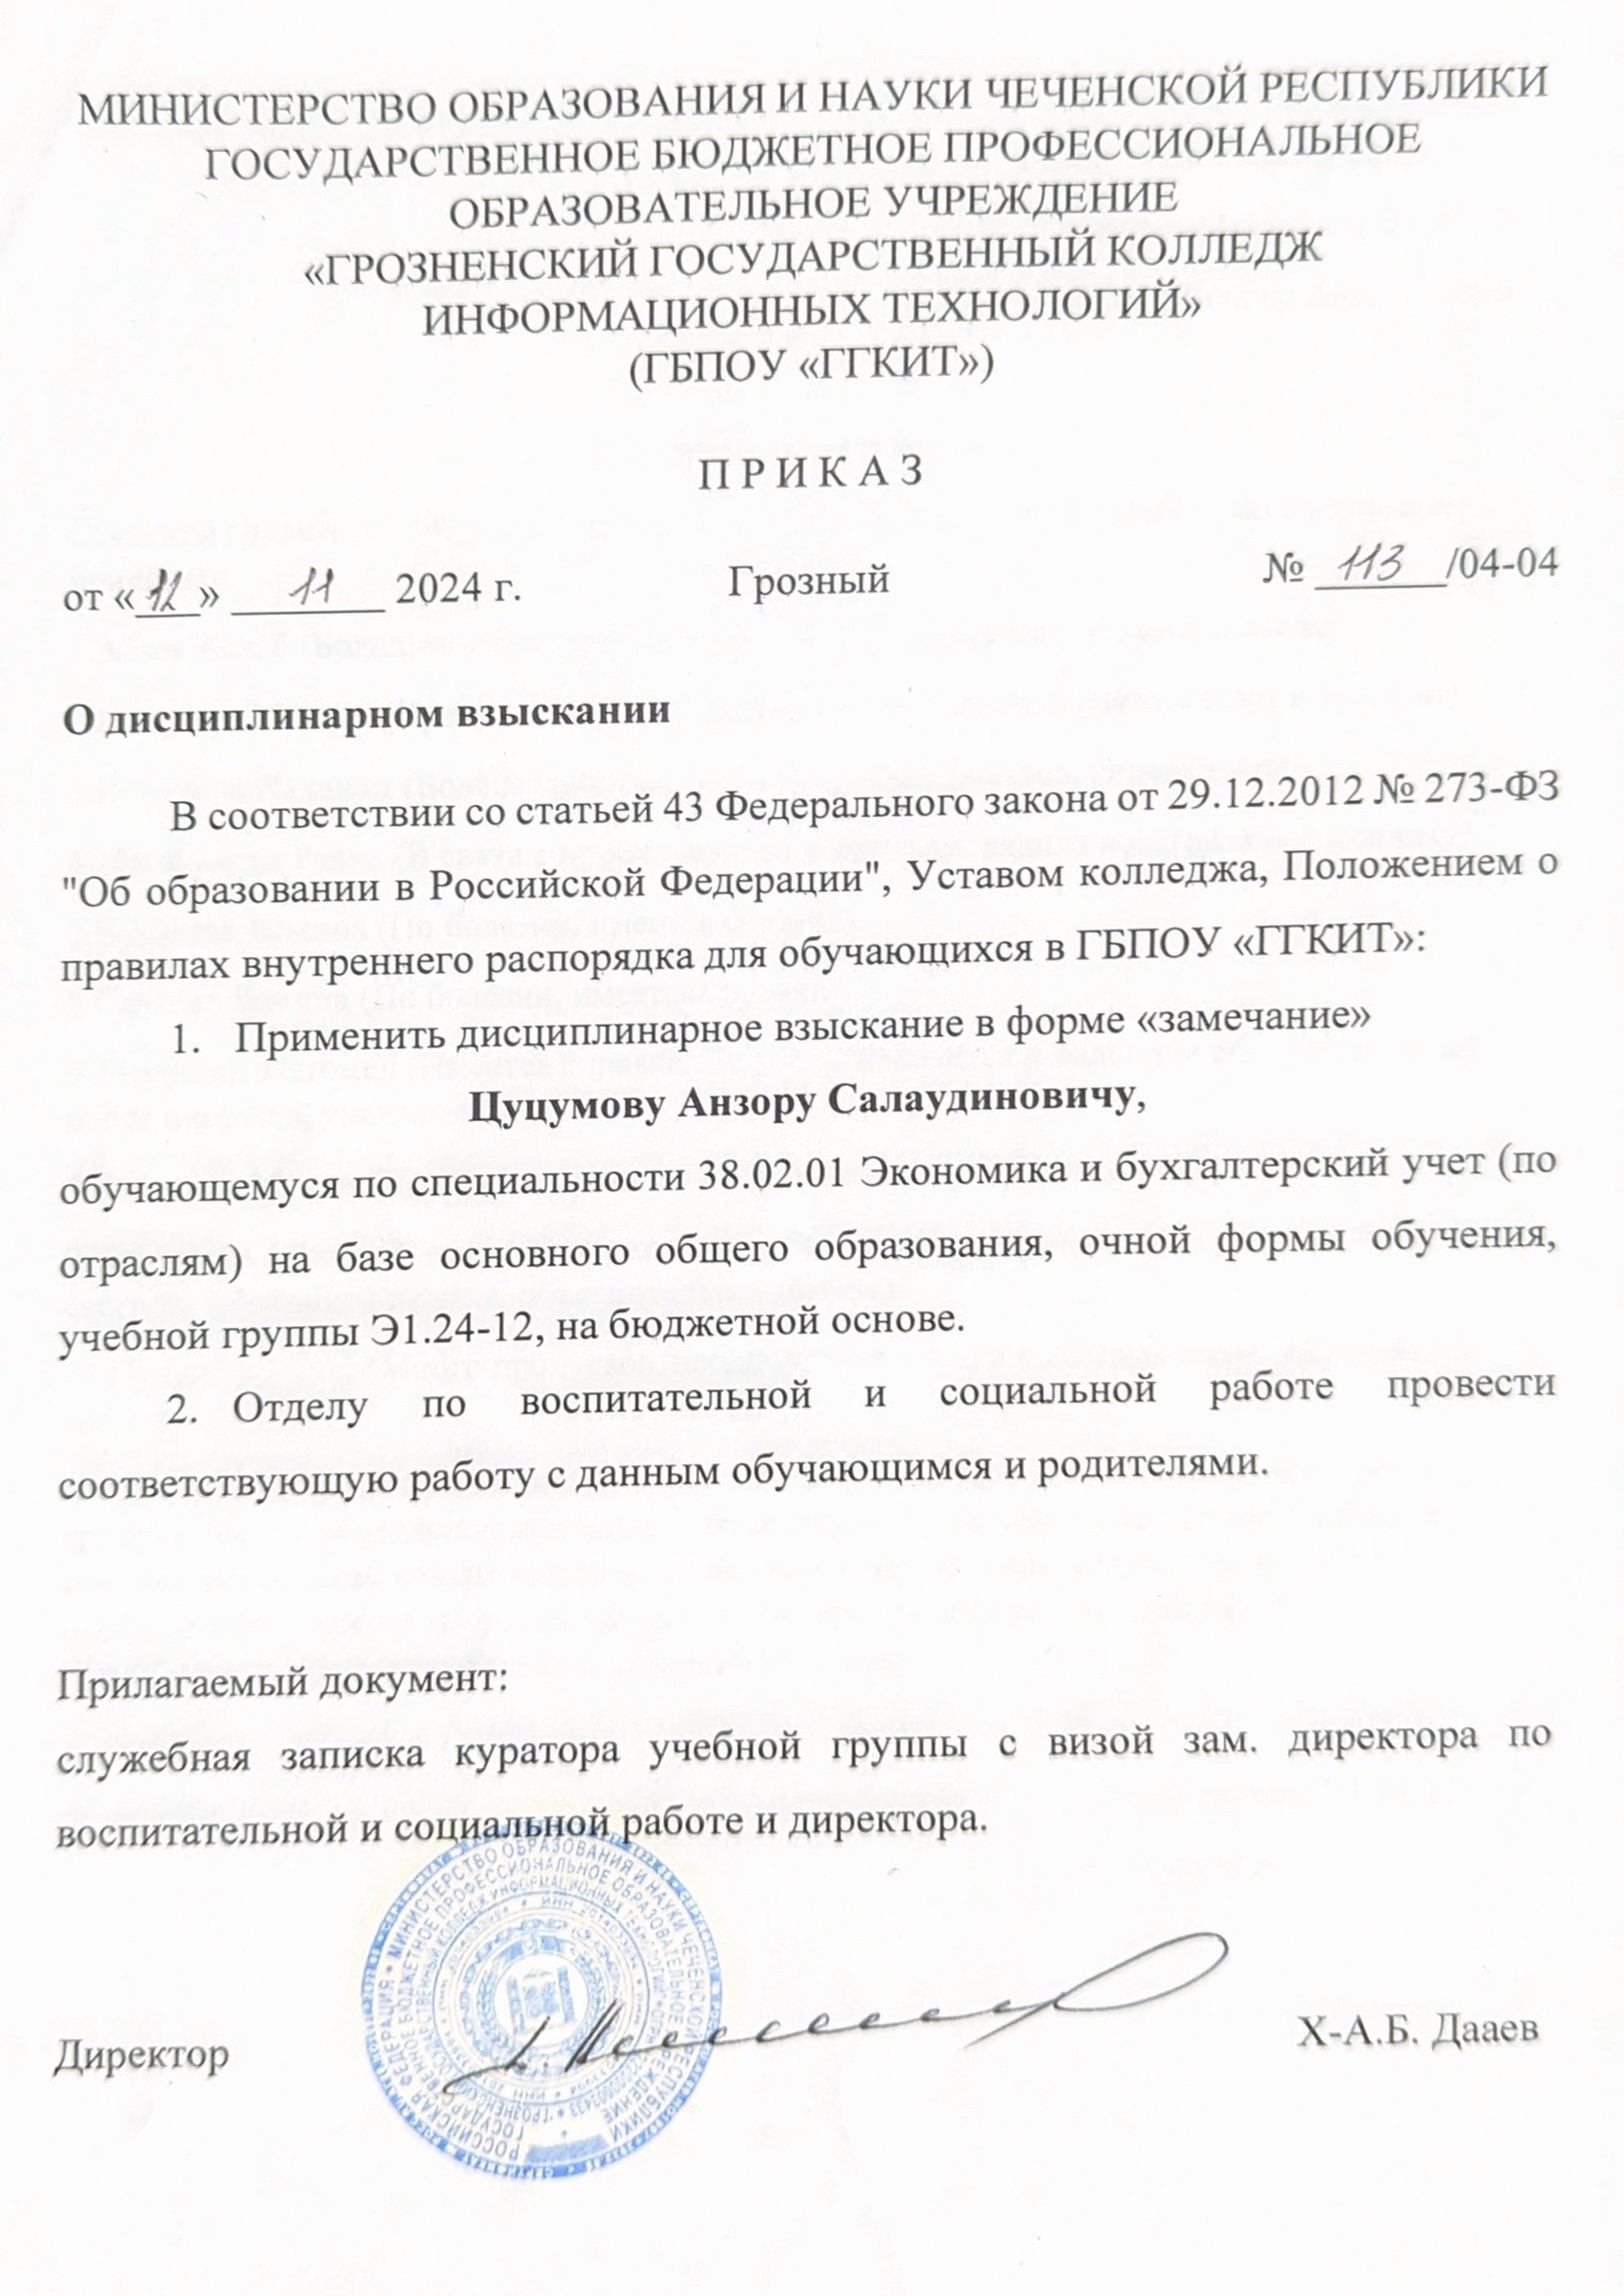 МИНИСТЕРСТВО ОБРАЗОВАНИЯ И НАУКИ ЧЕЧЕНСКОЙ РЕСПУБЛИКИ
ГОСУДАРСТВЕННОЕ БЮДЖЕТНОЕ ПРОФЕССИОНАЛЬНОЕ
ОБРАЗОВАТЕЛЬНОЕ УЧРЕЖДЕНИЕ
«ГРОЗНЕНСКИЙ ГОСУДАРСТВЕННЫЙ КОЛЛЕДЖ
ИНФОРМАЦИОННЫХ ТЕХНОЛОГИЙ»
(ГБПОУ «ГГКИТ»)
П Р И К А З
от «12» 11 2024 г. Грозный № 113/04-04
О дисциплинарном взыскании
В соответствии со статьей 43 Федерального закона от 29.12.2012 № 273-ФЗ
"Об образовании в Российской Федерации", Уставом колледжа, Положением о
правилах внутреннего распорядка для обучающихся в ГБПОУ «ГГКИТ»:
1. Применить дисциплинарное взыскание в форме «замечание»
Цуцумову Анзору Салаудиновичу,
обучающемуся по специальности 38.02.01 Экономика и бухгалтерский учет (по
отраслям) на базе основного общего образования, очной формы обучения,
учебной группы Э1.24-12, на бюджетной основе.
2. Отделу по воспитательной и социальной работе провести
соответствующую работу с данным обучающимся и родителями.
Прилагаемый документ:
служебная записка куратора учебной группы с визой зам. директора по
воспитательной и социальной работе и директора.
РОССИЙСКАЯ ФЕДЕРАЦИЯ • МИНИСТЕРСТВО ОБРАЗОВАНИЯ И НАУКИ ЧЕЧЕНСКОЙ РЕСПУБЛИКИ
ГОСУДАРСТВЕННОЕ БЮДЖЕТНОЕ ПРОФЕССИОНАЛЬНОЕ ОБРАЗОВАТЕЛЬНОЕ УЧРЕЖДЕНИЕ
Директор Х-А.Б. Дааев